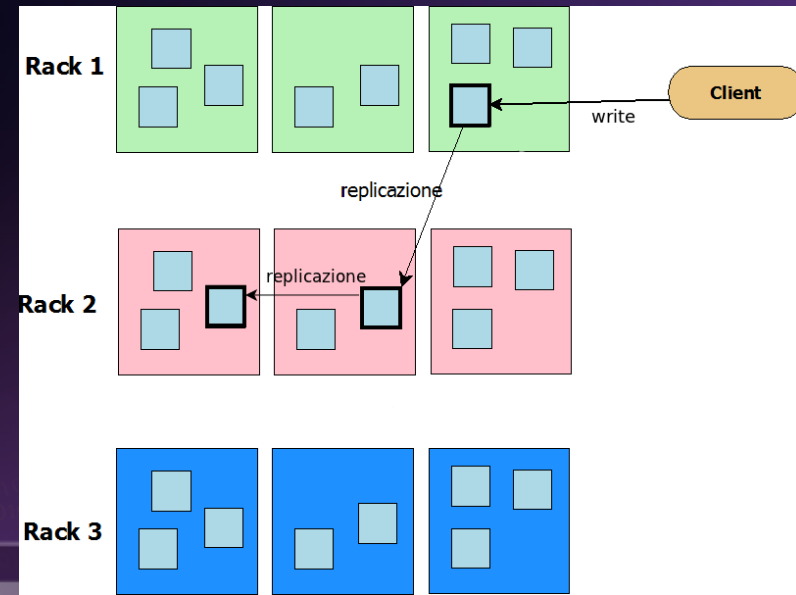 Rack 1
Client
write
replicazione
replicazione
Rack 2
Rack 3